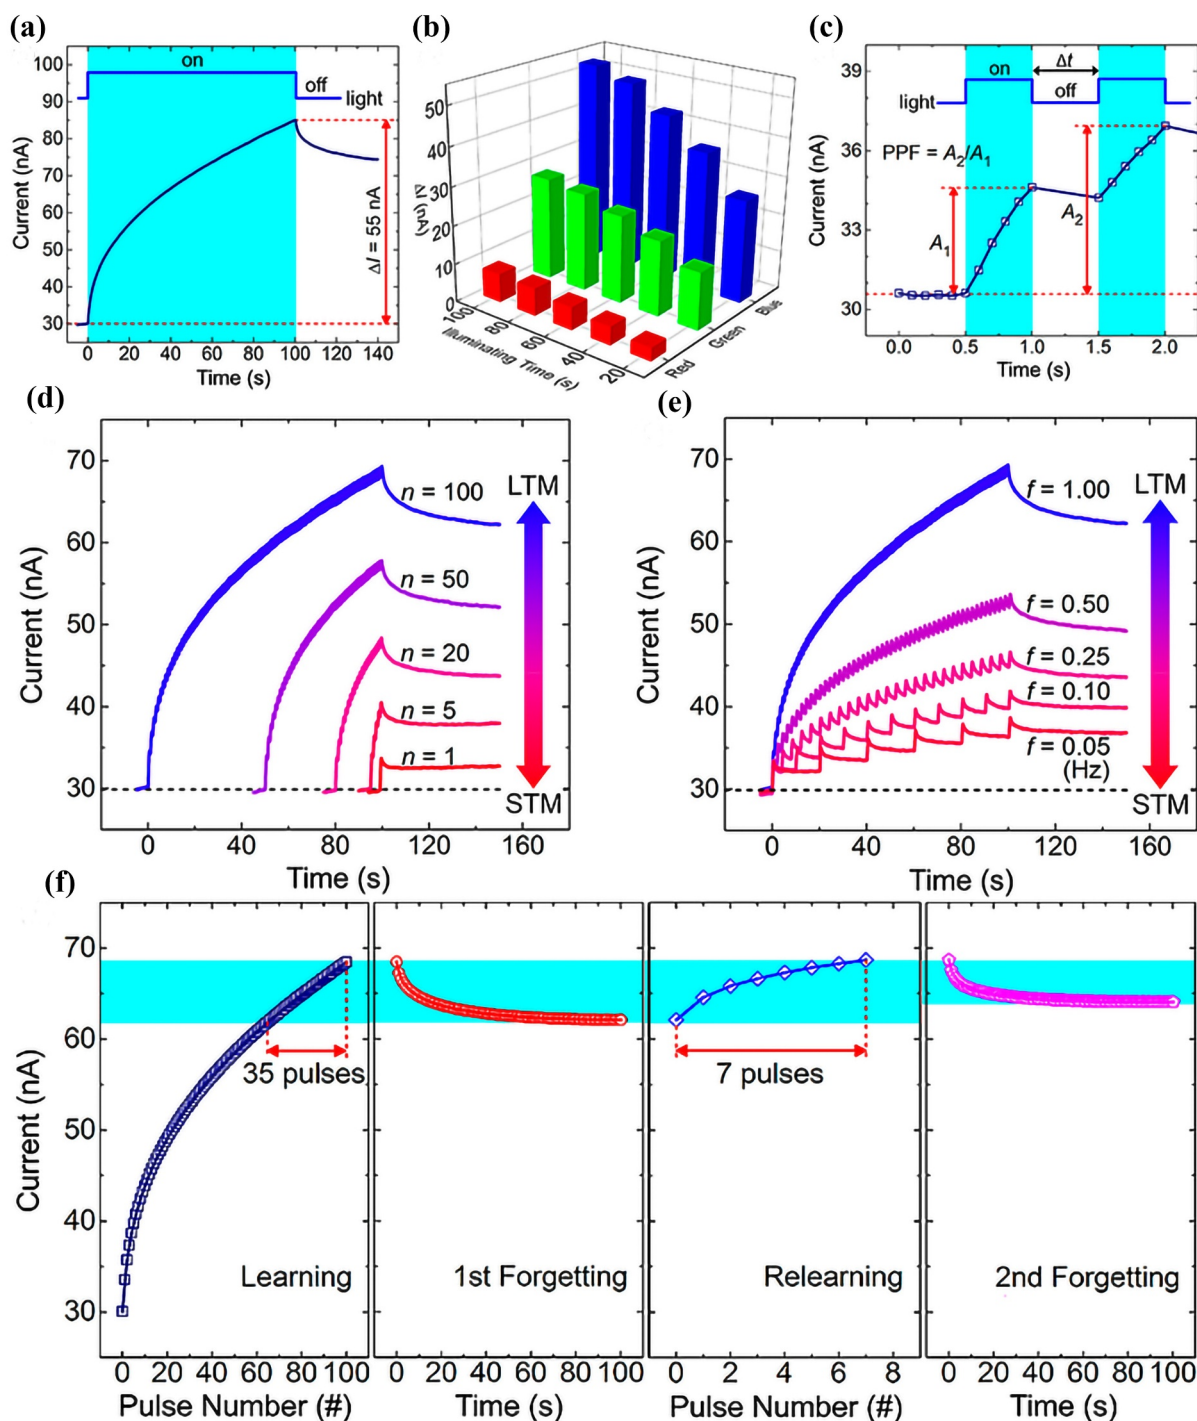 (a)
100
90
80
70
60
50
40
30
Current (nA)
on
off
light
ΔI = 55 nA
0 20 40 60 80 100 120 140
Time (s)
(b)
50
40
30
20
10
0
ΔI (nA)
100
80
60
40
20
Illuminating Time (s)
Red
Green
Blue
(c)
39
36
33
30
Current (nA)
on
Δt
off
light
PPF = A2/A1
A1
A2
0.0 0.5 1.0 1.5 2.0
Time (s)
(d)
70
60
50
40
30
Current (nA)
n = 100
n = 50
n = 20
n = 5
n = 1
LTM
STM
0 40 80 120 160
Time (s)
(e)
70
60
50
40
30
Current (nA)
f = 1.00
f = 0.50
f = 0.25
f = 0.10
f = 0.05
(Hz)
LTM
STM
0 40 80 120 160
Time (s)
(f)
70
60
50
40
30
Current (nA)
35 pulses
Learning
0 20 40 60 80 100
Pulse Number (#)
1st Forgetting
0 20 40 60 80 100
Time (s)
7 pulses
Relearning
0 2 4 6 8
Pulse Number (#)
2nd Forgetting
0 20 40 60 80 100
Time (s)